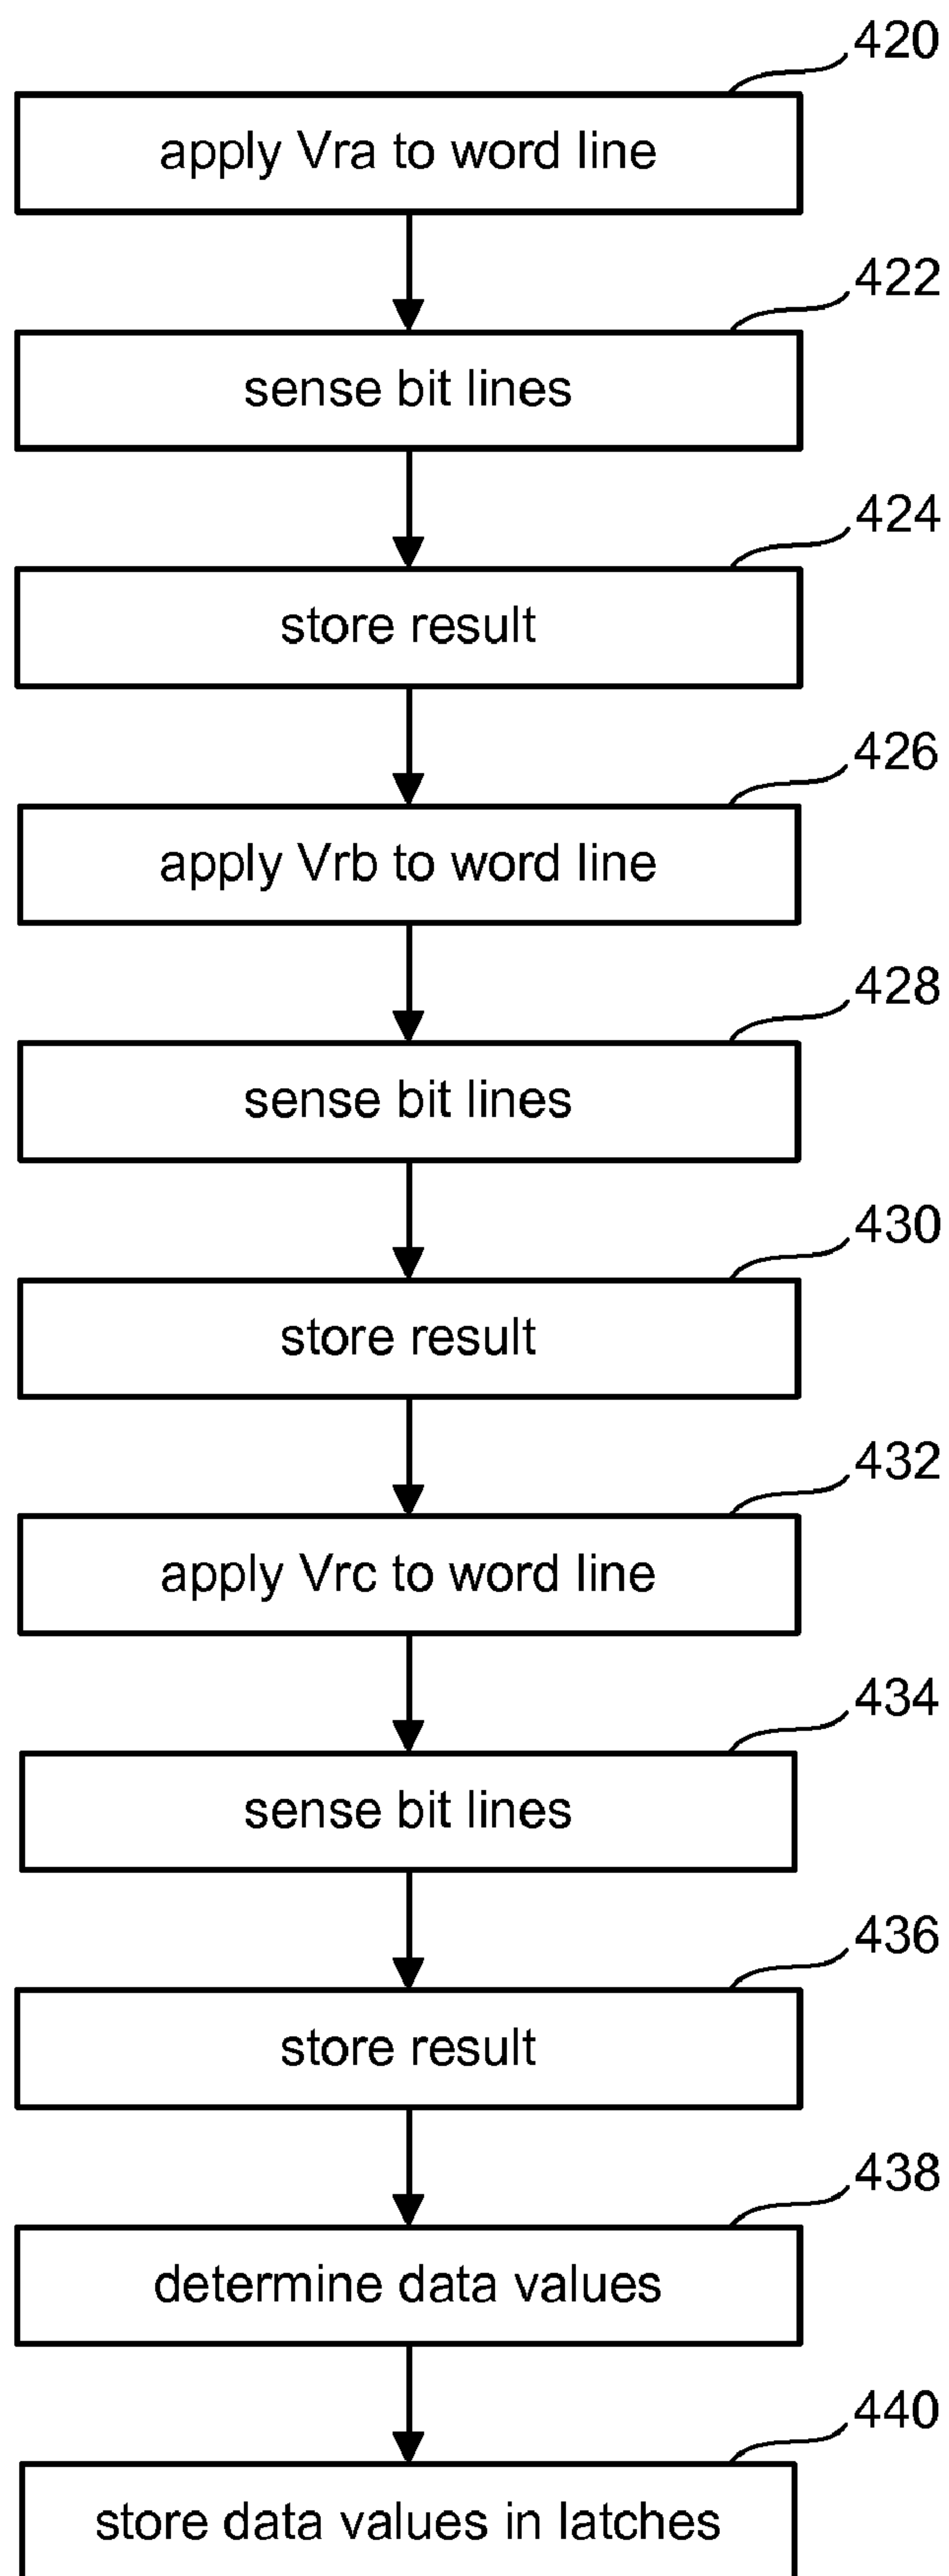 420
apply Vra to word line
422
sense bit lines
424
store result
426
apply Vrb to word line
428
sense bit lines
430
store result
432
apply Vrc to word line
434
sense bit lines
436
store result
438
determine data values
440
store data values in latches